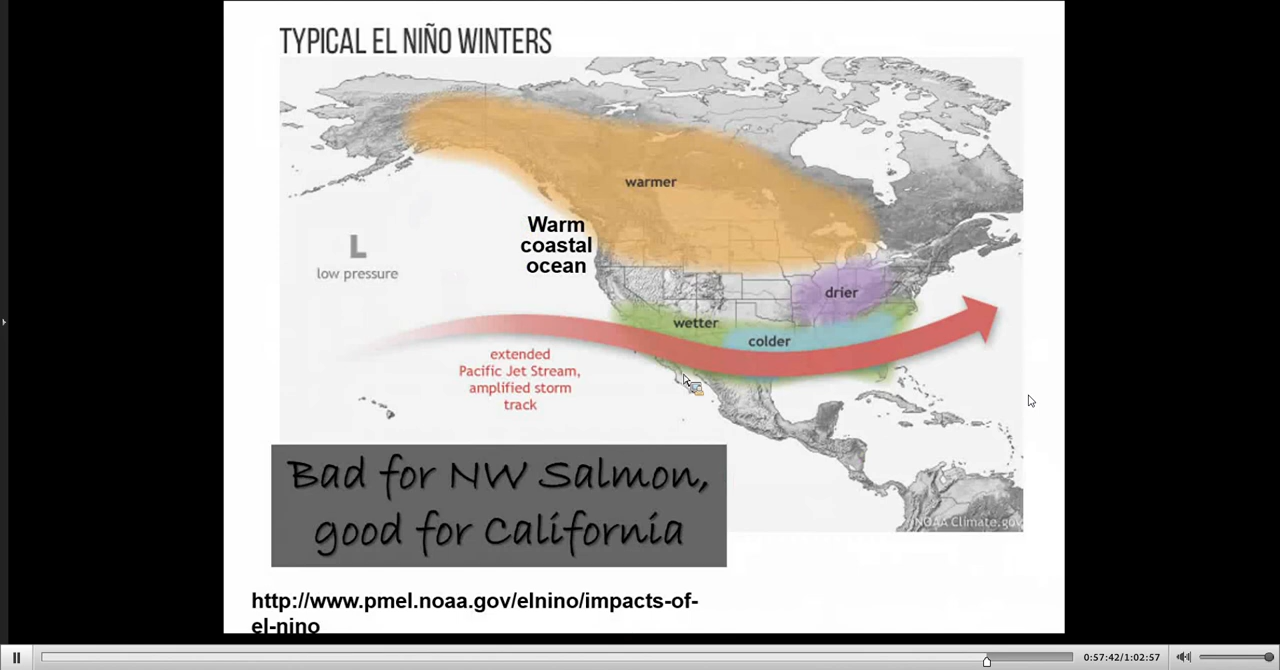 TYPICAL EL NIÑO WINTERS
warmer
Warm
coastal
ocean
L
low pressure
drier
wetter
colder
extended
Pacific Jet Stream,
amplified storm
track
Bad for NW Salmon,
good for California
NOAA Climate.gov
http://www.pmel.noaa.gov/elnino/impacts-of-
el-nino
0:57:42/1:02:57